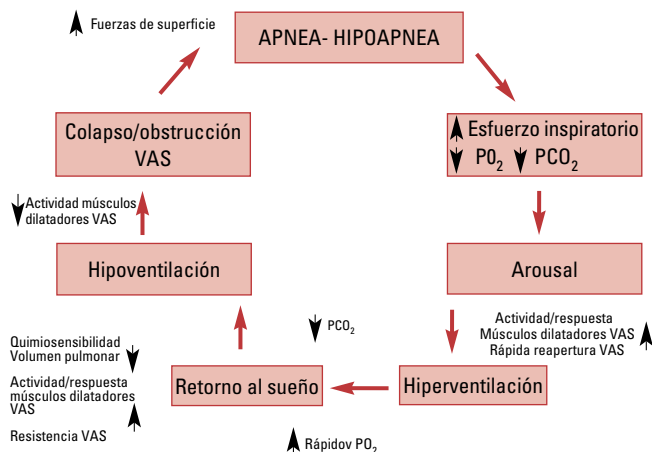 Fuerzas de superficie
APNEA- HIPOAPNEA
Colapso/obstrucción
VAS
Esfuerzo inspiratorio
P0₂ PCO₂
Actividad músculos
dilatadores VAS
Hipoventilación
Arousal
Actividad/respuesta
Músculos dilatadores VAS
Rápida reapertura VAS
PCO₂
Quimiosensibilidad
Volumen pulmonar
Actividad/respuesta
músculos dilatadores
VAS
Resistencia VAS
Retorno al sueño
Hiperventilación
Rápidov PO₂